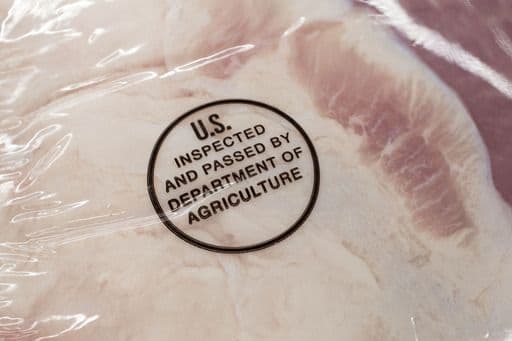 U.S.
INSPECTED
AND PASSED BY
DEPARTMENT OF
AGRICULTURE